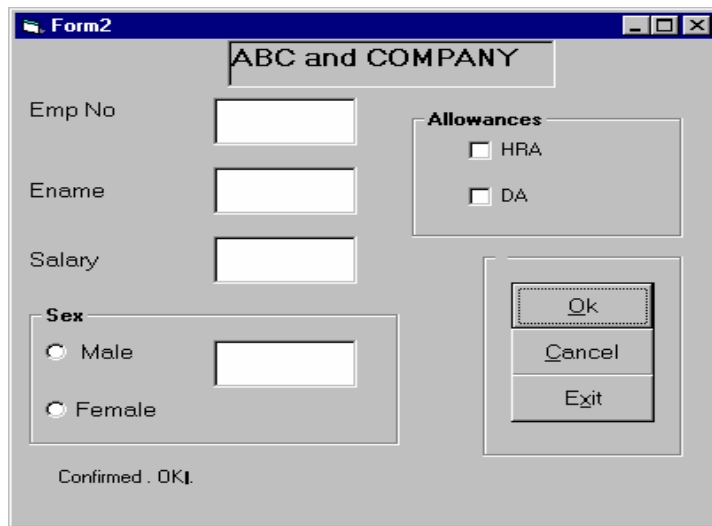 Form2
ABC and COMPANY
Emp No
Ename
Salary
Allowances
HRA
DA
Sex
Male
Female
Ok
Cancel
Exit
Confirmed . OK.